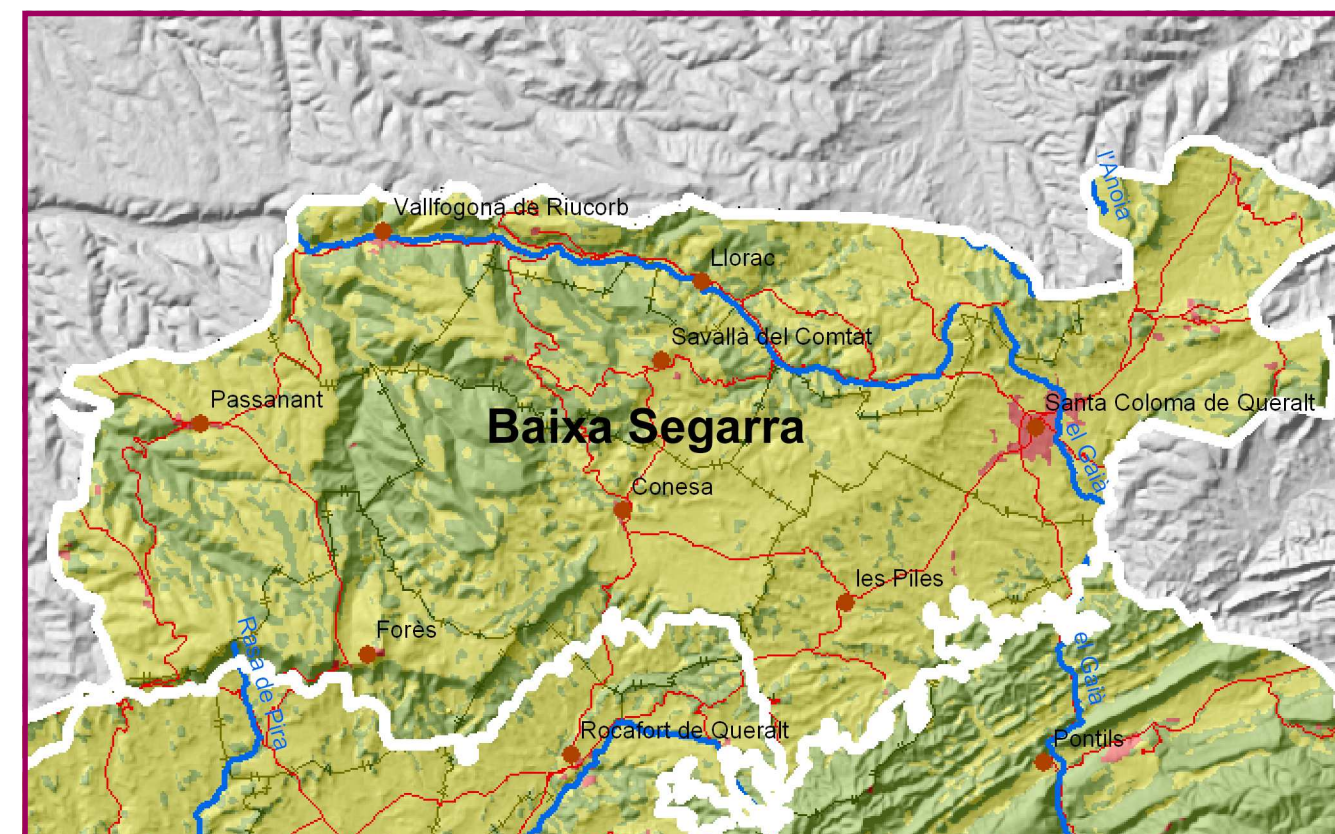 l'Anoia
Vallfogona de Riucorb
Llorac
Savallà del Comtat
Passanant
Santa Coloma de Queralt
Baixa Segarra
el Gaià
Conesa
les Piles
Forès
Rasa de Pira
el Gaià
Rocafort de Queralt
Pontils